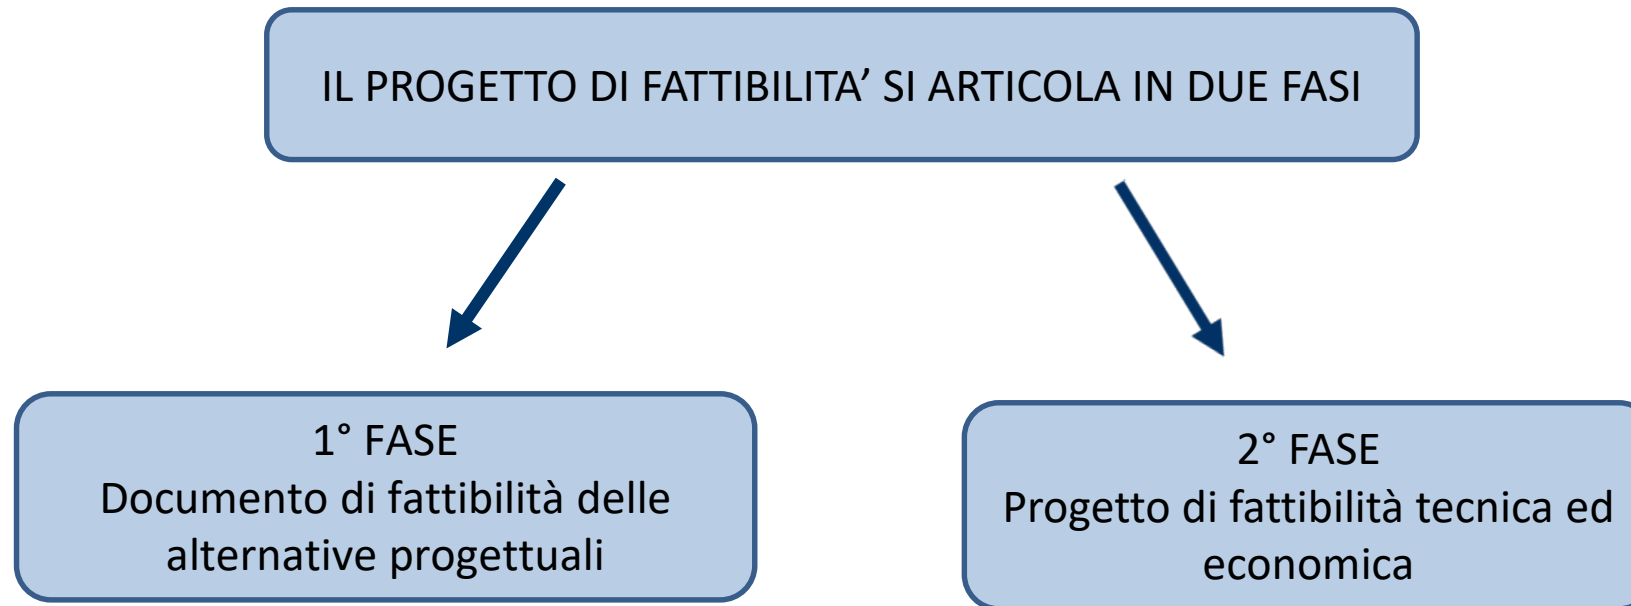 IL PROGETTO DI FATTIBILITA’ SI ARTICOLA IN DUE FASI
1° FASE
Documento di fattibilità delle
alternative progettuali
2° FASE
Progetto di fattibilità tecnica ed
economica